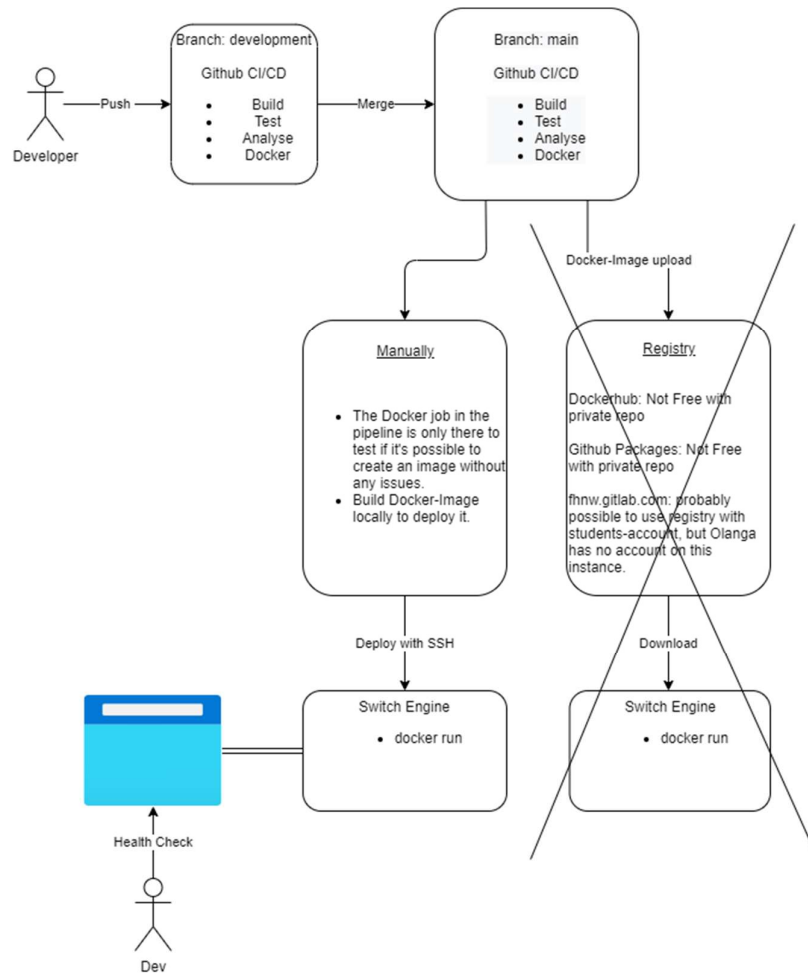 Branch: development
Github CI/CD
Build
Test
Analyse
Docker
Branch: main
Github CI/CD
Build
Test
Analyse
Docker
Developer
Push
Merge
Docker-Image upload
Manually
The Docker job in the
pipeline is only there to
test if it's possible to
create an image without
any issues.
Build Docker-Image
locally to deploy it.
Registry
Dockerhub: Not Free with
private repo
Github Packages: Not Free
with private repo
fhnw.gitlab.com: probably
possible to use registry with
students-account, but Olanga
has no account on this
instance.
Deploy with SSH
Download
Switch Engine
docker run
Switch Engine
docker run
Health Check
Dev